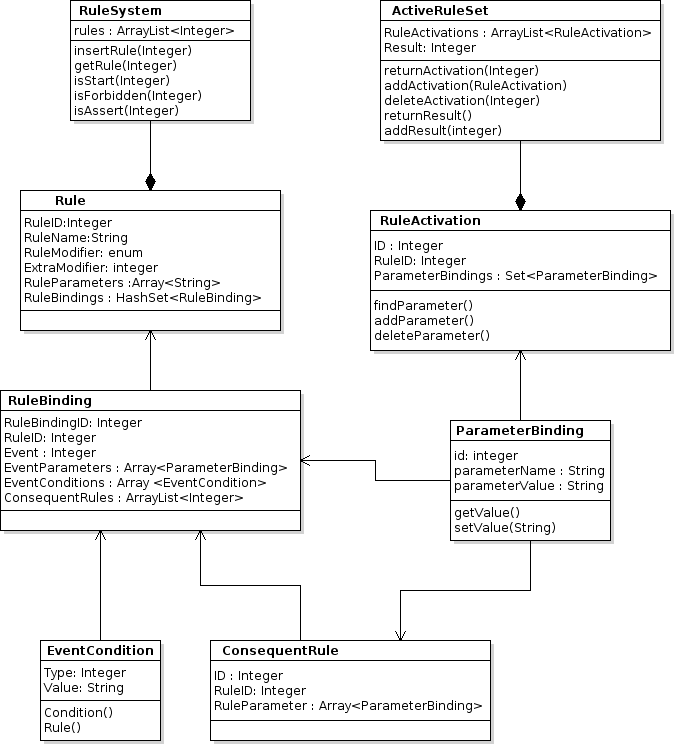 RuleSystem
rules : ArrayList<Integer>
insertRule(Integer)
getRule(Integer)
isStart(Integer)
isForbidden(Integer)
isAssert(Integer)
ActiveRuleSet
RuleActivations : ArrayList<RuleActivation>
Result: Integer
returnActivation(Integer)
addActivation(RuleActivation)
deleteActivation(Integer)
returnResult()
addResult(integer)
Rule
RuleID:Integer
RuleName:String
RuleModifier: enum
ExtraModifier: integer
RuleParameters :Array<String>
RuleBindings : HashSet<RuleBinding>
RuleActivation
ID : Integer
RuleID: Integer
ParameterBindings : Set<ParameterBinding>
findParameter()
addParameter()
deleteParameter()
RuleBinding
RuleBindingID: Integer
RuleID: Integer
Event : Integer
EventParameters : Array<ParameterBinding>
EventConditions : Array <EventCondition>
ConsequentRules : ArrayList<Integer>
ParameterBinding
id: integer
parameterName : String
parameterValue : String
getValue()
setValue(String)
EventCondition
Type: Integer
Value: String
Condition()
Rule()
ConsequentRule
ID : Integer
RuleID: Integer
RuleParameter : Array<ParameterBinding>